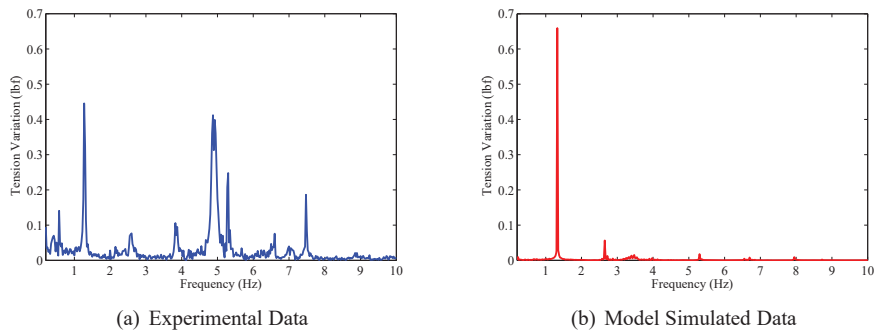 0.7
0.6
0.5
0.4
0.3
0.2
0.1
0
Tension Variation (lbf)
1 2 3 4 5 6 7 8 9 10
Frequency (Hz)
(a) Experimental Data
0.7
0.6
0.5
0.4
0.3
0.2
0.1
0
Tension Variation (lbf)
1 2 3 4 5 6 7 8 9 10
Frequency (Hz)
(b) Model Simulated Data